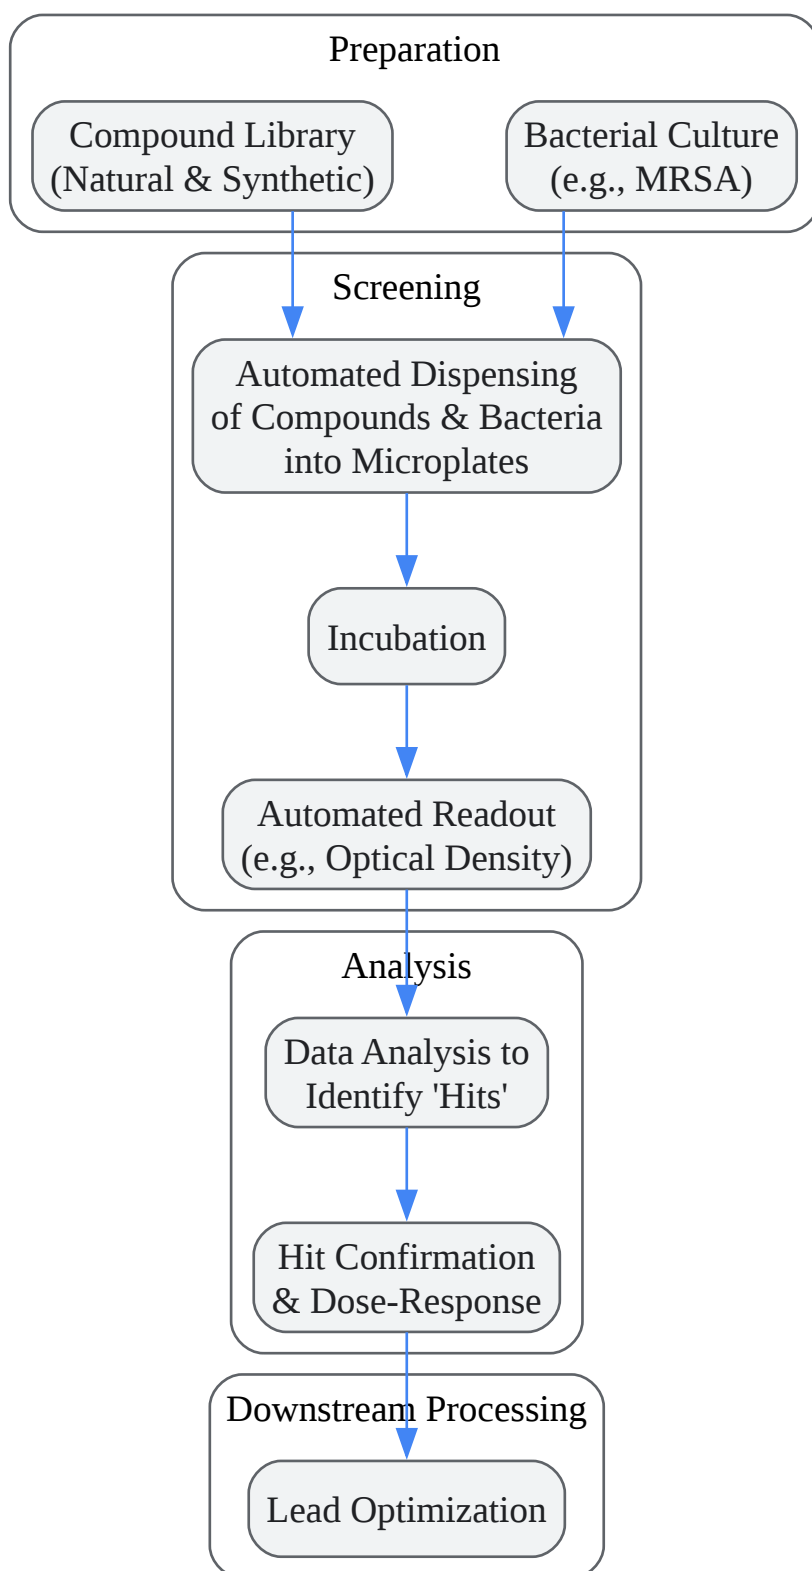 Preparation
Compound Library
(Natural & Synthetic)
Bacterial Culture
(e.g., MRSA)
Screening
Automated Dispensing
of Compounds & Bacteria
into Microplates
Incubation
Automated Readout
(e.g., Optical Density)
Analysis
Data Analysis to
Identify 'Hits'
Hit Confirmation
& Dose-Response
Downstream Processing
Lead Optimization